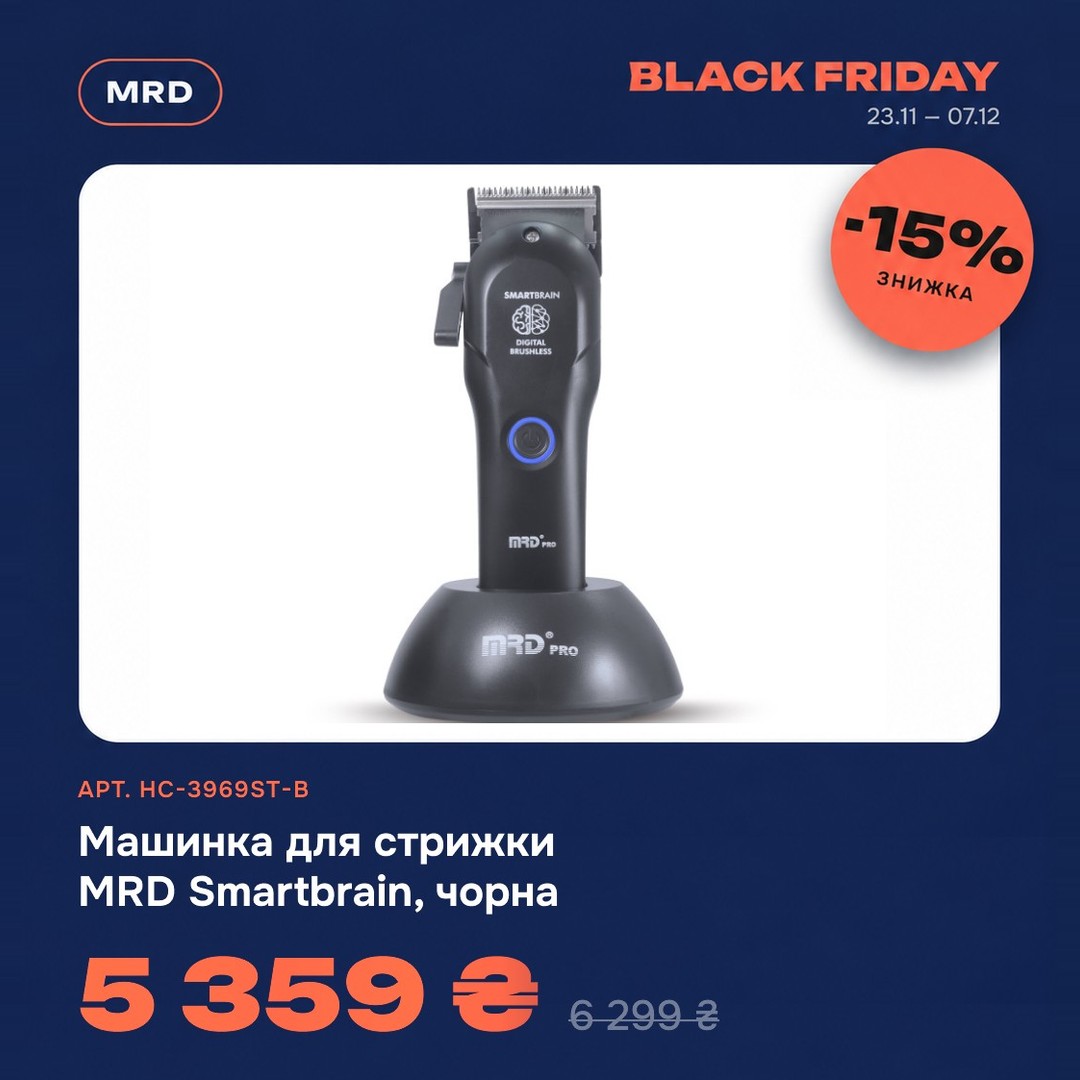 MRD
BLACK FRIDAY
23.11 – 07.12
-15%
ЗНИЖКА
SMARTBRAIN
DIGITAL
BRUSHLESS
MRD® PRO
MRD® PRO
АРТ. HC-3969ST-B
Машинка для стрижки
MRD Smartbrain, чорна
5 359 ₴ 6 299 ₴